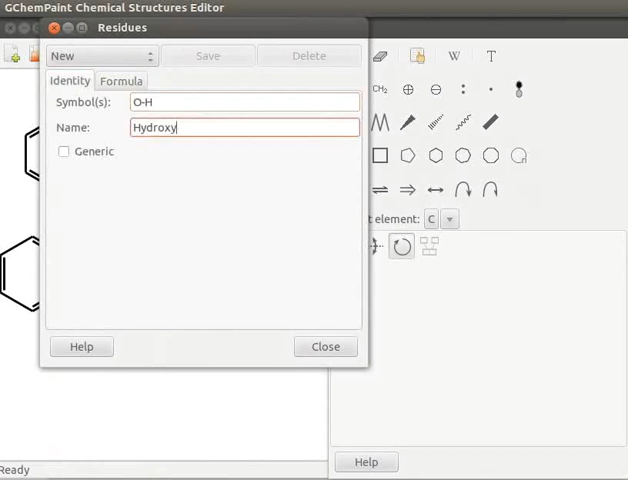 GChemPaint Chemical Structures Editor
Residues
New
Save
Delete
Identity
Formula
Symbol(s):
O-H
Name:
Hydroxy
Generic
Help
Close
W
T
CH2
t element:
C
Help
Ready